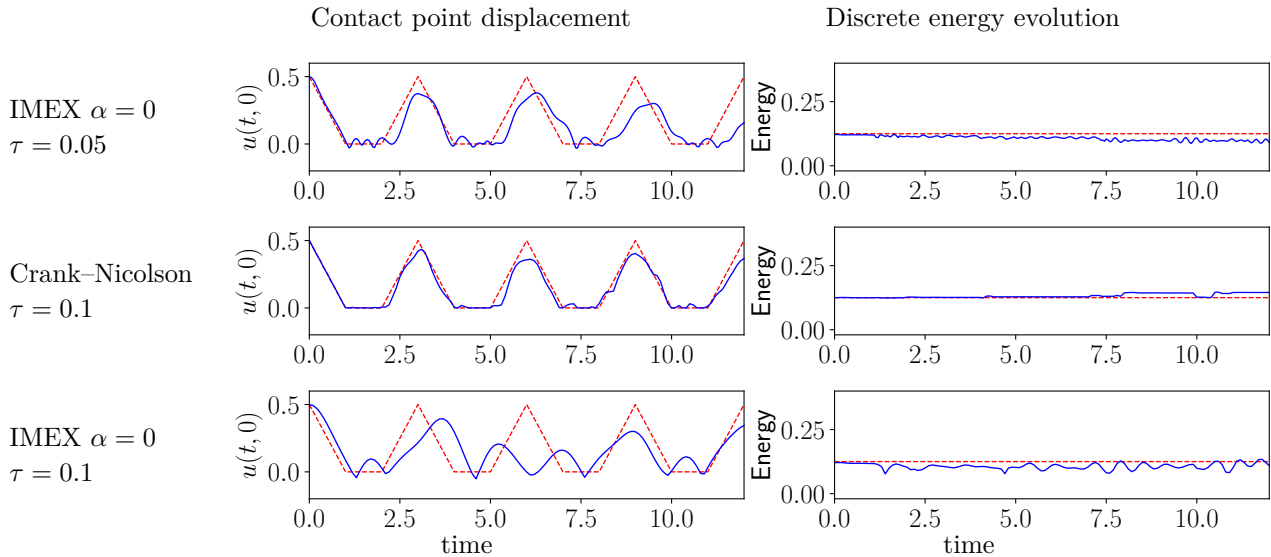 Contact point displacement
Discrete energy evolution
IMEX α = 0
τ = 0.05
u(t, 0)
0.5
0.0
0.0 2.5 5.0 7.5 10.0
Energy
0.25
0.00
0.0 2.5 5.0 7.5 10.0
Crank–Nicolson
τ = 0.1
u(t, 0)
0.5
0.0
0.0 2.5 5.0 7.5 10.0
Energy
0.25
0.00
0.0 2.5 5.0 7.5 10.0
IMEX α = 0
τ = 0.1
u(t, 0)
0.5
0.0
0.0 2.5 5.0 7.5 10.0
time
Energy
0.25
0.00
0.0 2.5 5.0 7.5 10.0
time